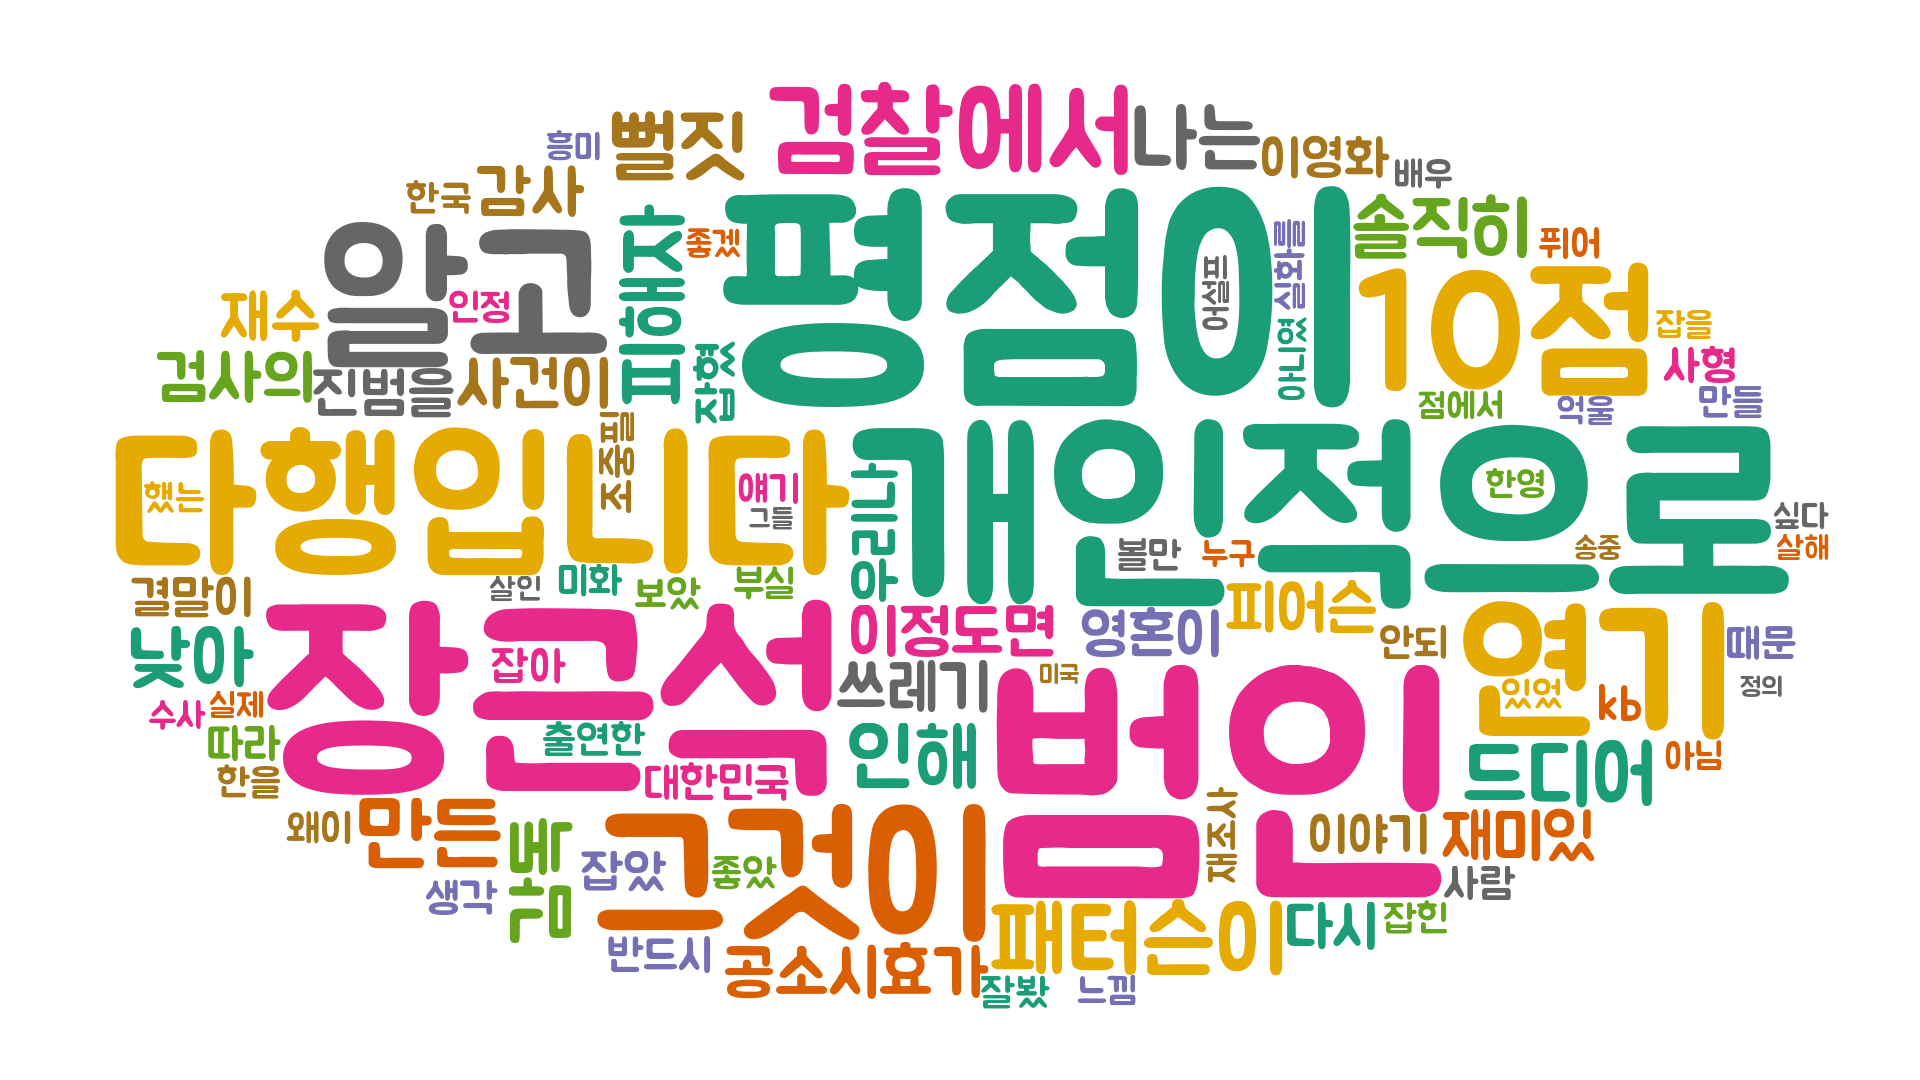 검찰에서
나는
뻘짓
흥미
이영화
배우
한국
감사
피해자
좋겠
평점이
어설피
실화를
솔직히
퓨어
알고
인정
재수
10점
잡을
아니였
사형
검사의
진범을
사건이
잡혔
점에서
억울
만들
다행입니다
했는
조중필
얘기
그들
우리나
개인적으로
한영
싶다
살해
송중
볼만
누구
결말이
살인
미화
보았
부실
피어슨
낮아
장근석
잡아
이정도면
영혼이
안되
연기
때문
쓰레기
미국
범인
있었
kb
정의
수사
실제
따라
출연한
인해
드디어
아님
한을
대한민국
왜이
만든
그것이
재조사
이야기
재미있
잡았
좋았
생각
사람
패터슨이
다시
잡힌
반드시
공소시효가
잘봤
느낌